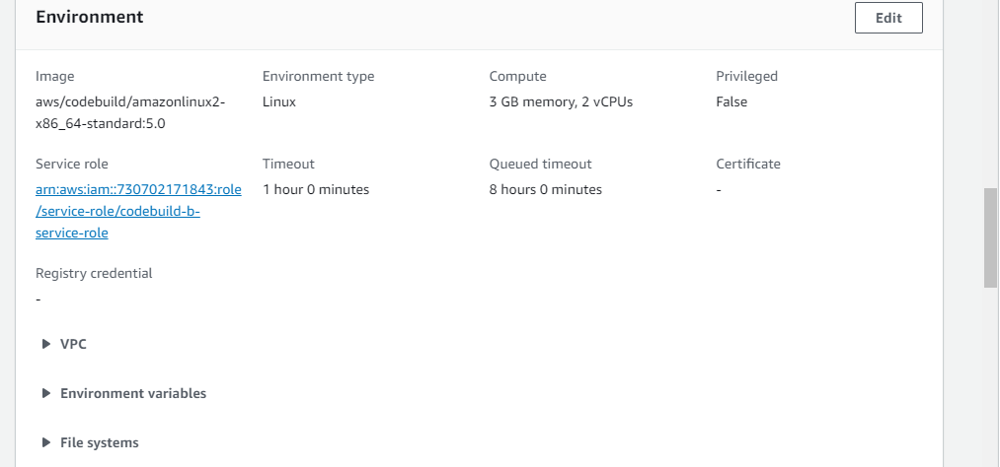 Environment
Edit
Image
Environment type
Compute
Privileged
aws/codebuild/amazonlinux2-
x86_64-standard:5.0
Linux
3 GB memory, 2 vCPUs
False
Service role
Timeout
Queued timeout
Certificate
arn:aws:iam::730702171843:role
/service-role/codebuild-b-
service-role
1 hour 0 minutes
8 hours 0 minutes
-
Registry credential
-
VPC
Environment variables
File systems